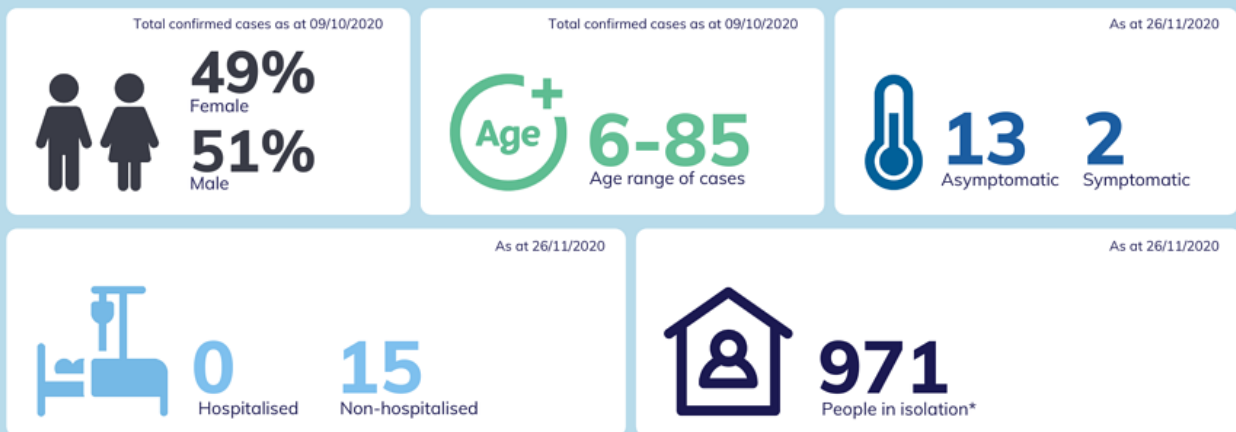 Total confirmed cases as at 09/10/2020
49%
Female
51%
Male
Total confirmed cases as at 09/10/2020
Age
6-85
Age range of cases
As at 26/11/2020
13
Asymptomatic
2
Symptomatic
As at 26/11/2020
0
Hospitalised
15
Non-hospitalised
As at 26/11/2020
971
People in isolation*